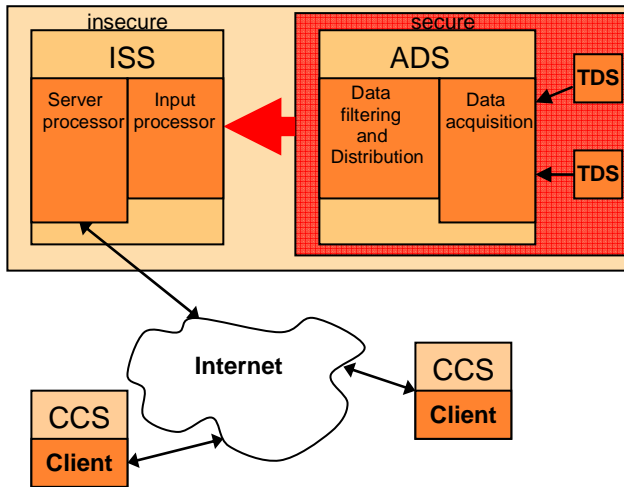 insecure
secure
ISS
ADS
Server
processor
Input
processor
Data
filtering
and
Distribution
Data
acquisition
TDS
TDS
Internet
CCS
Client
CCS
Client